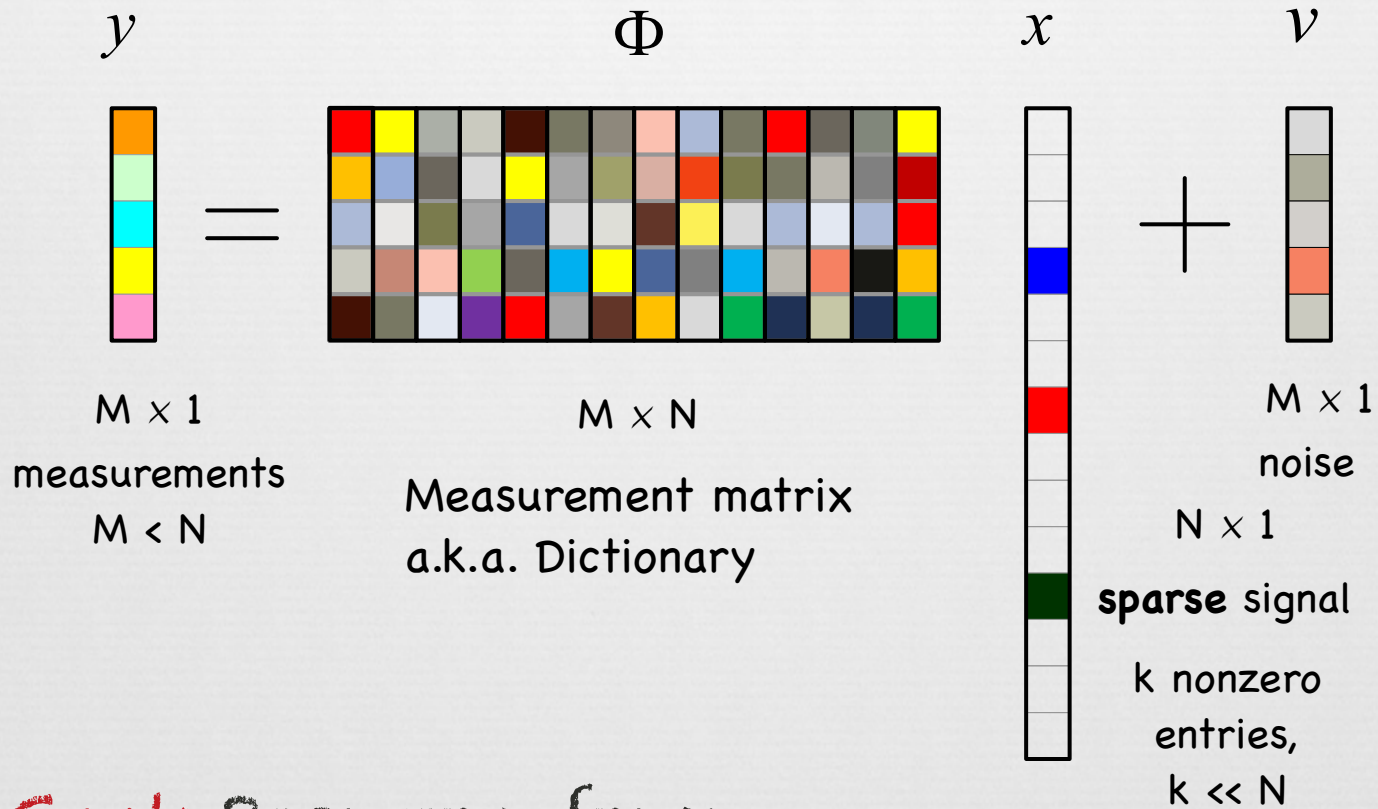 y
Φ
x
v
=
+
M × 1
measurements
M < N
M × N
Measurement matrix
a.k.a. Dictionary
M × 1
noise
N × 1
sparse signal
k nonzero
entries,
k << N